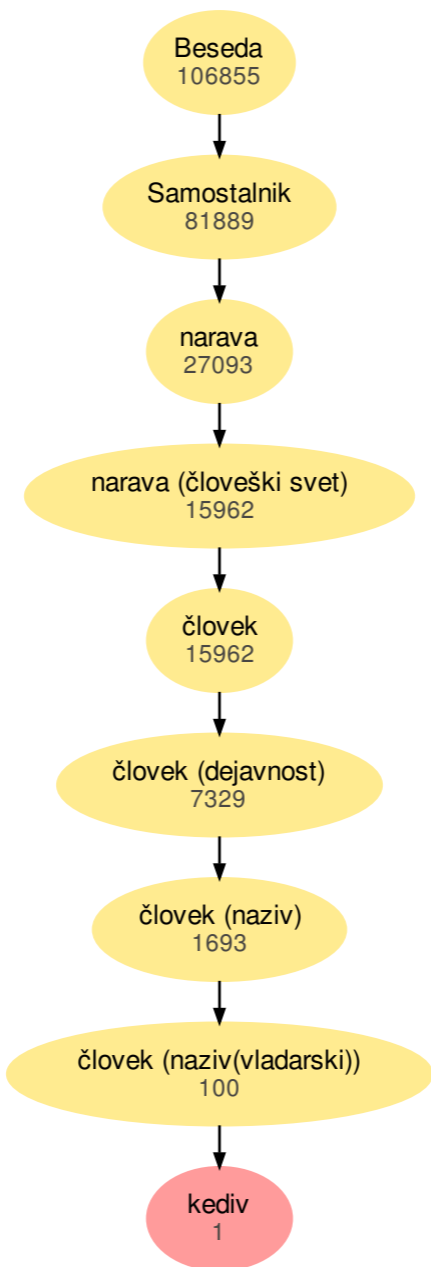 Beseda
106855
Samostalnik
81889
narava
27093
narava (človeški svet)
15962
človek
15962
človek (dejavnost)
7329
človek (naziv)
1693
človek (naziv(vladarski))
100
kediv
1